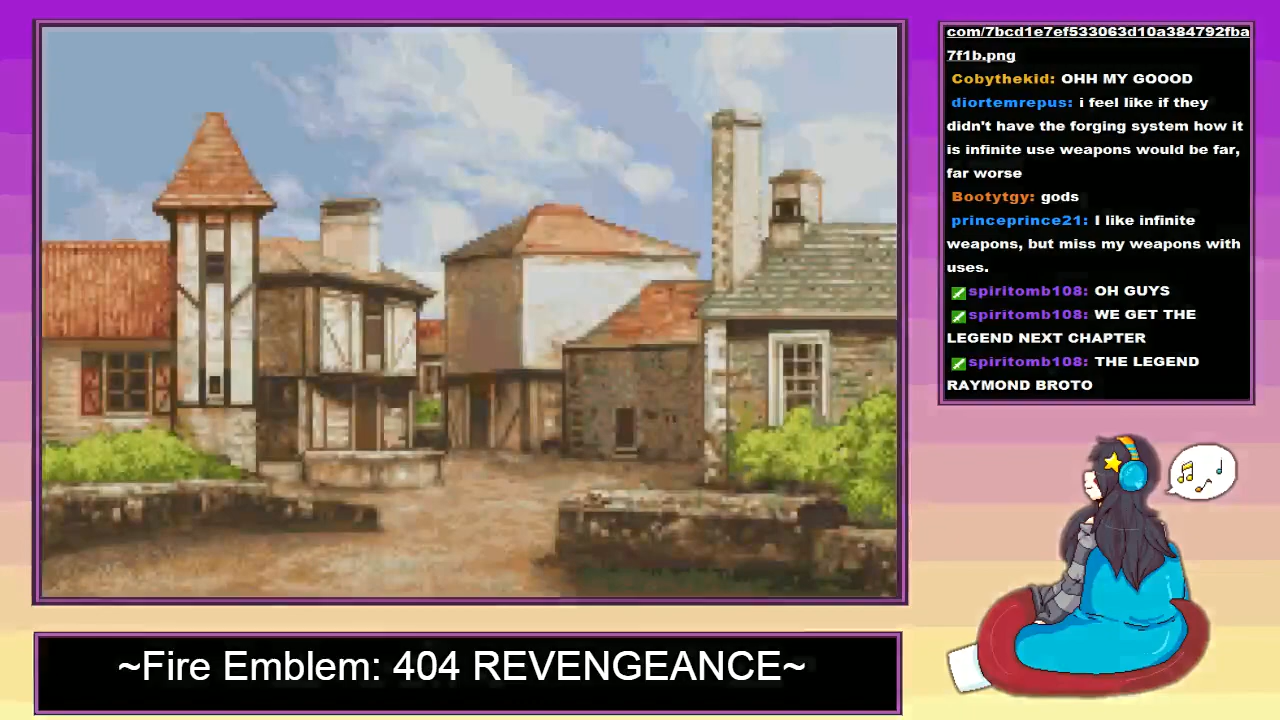 com/7bcd1e7ef533063d10a384792fba
7f1b.png
Cobythekid: OHH MY GOOOD
diortemrepus: i feel like if they
didn't have the forging system how it
is infinite use weapons would be far,
far worse
Bootytgy: gods
princeprince21: I like infinite
weapons, but miss my weapons with
uses.
spiritomb108: OH GUYS
spiritomb108: WE GET THE
LEGEND NEXT CHAPTER
spiritomb108: THE LEGEND
RAYMOND BROTO
~Fire Emblem: 404 REVENGEANCE~